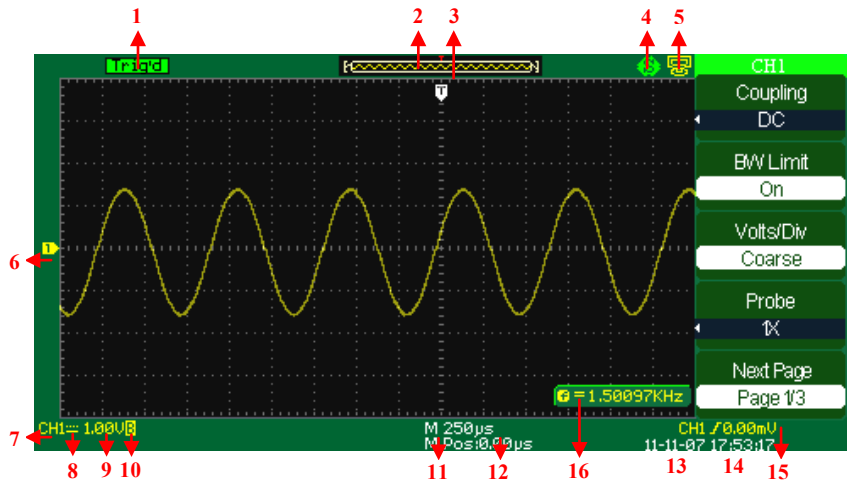 1 2 3 4 5
Trig'd CH1
T
Coupling
DC
BW Limit
On
Volts/Div
Coarse
1
6
Probe
1X
Next Page
Page 1/3
= 1.50097KHz
7 CH1 1.00V B M 250µs CH1 0.00mV
M Pos:0.00µs 11-11-07 17:53:17
8 9 10 11 12 16 13 14 15